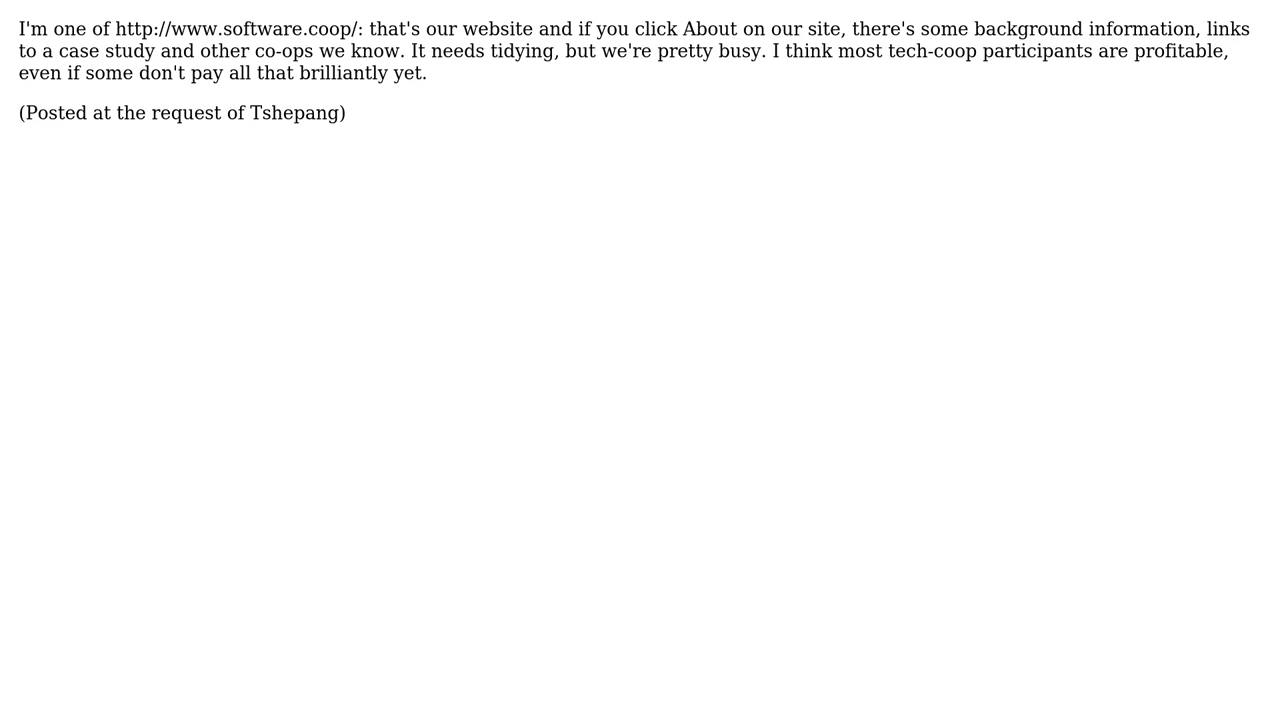 I'm one of http://www.software.coop/: that's our website and if you click About on our site, there's some background information, links
to a case study and other co-ops we know. It needs tidying, but we're pretty busy. I think most tech-coop participants are profitable,
even if some don't pay all that brilliantly yet.
(Posted at the request of Tshepang)